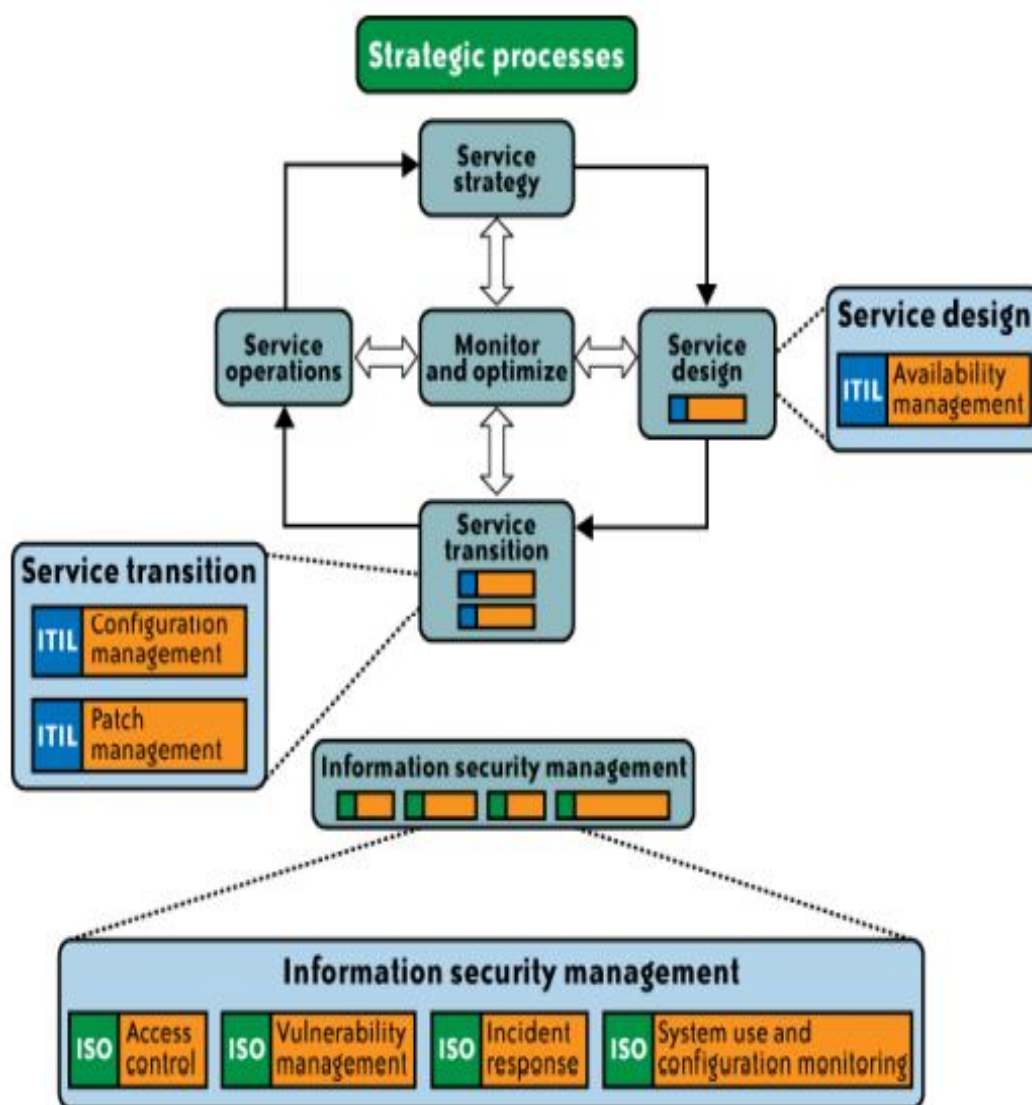 Strategic processes
Service
strategy
Service
operations
Monitor
and optimize
Service
design
Service design
ITIL
Availability
management
Service
transition
Service transition
ITIL
Configuration
management
ITIL
Patch
management
Information security management
Information security management
ISO
Access
control
ISO
Vulnerability
management
ISO
Incident
response
ISO
System use and
configuration monitoring